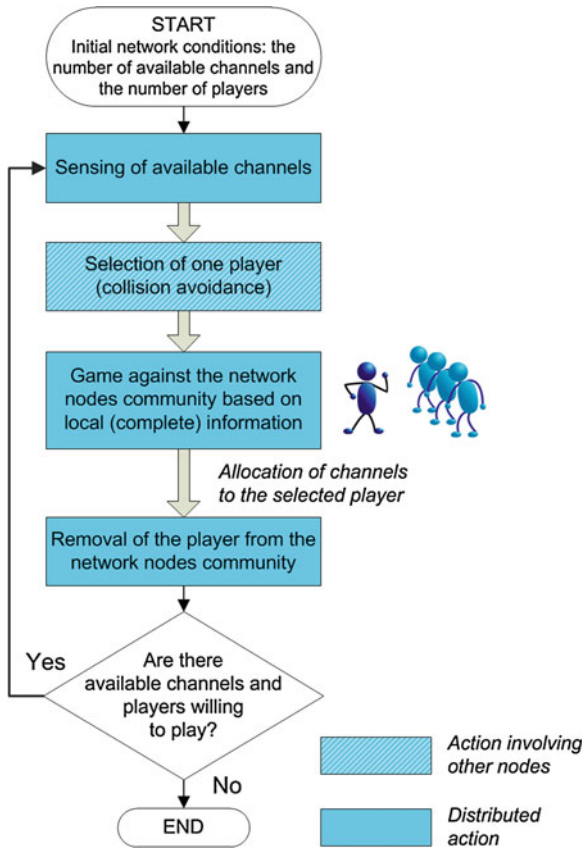 START
Initial network conditions: the
number of available channels and
the number of players
Sensing of available channels
Selection of one player
(collision avoidance)
Game against the network
nodes community based on
local (complete) information
Allocation of channels
to the selected player
Removal of the player from the
network nodes community
Yes
Are there
available channels and
players willing
to play?
No
END
Action involving
other nodes
Distributed
action